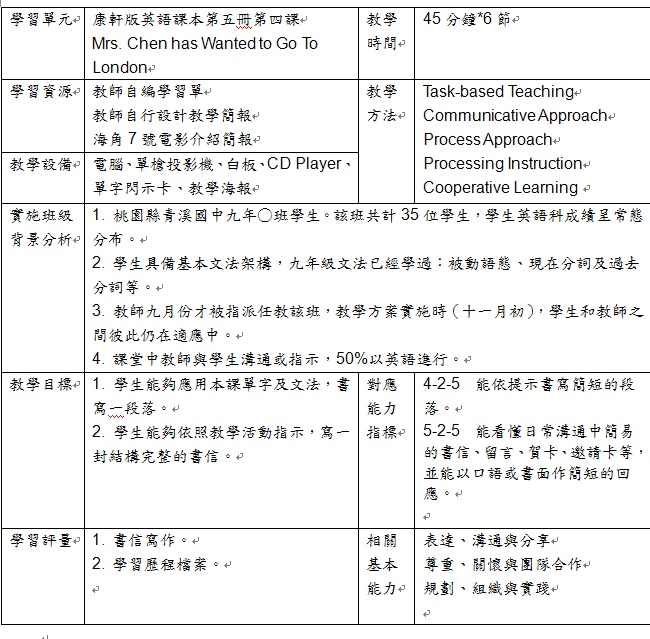 學習單元
康軒版英語課本第五冊第四課
Mrs. Chen has Wanted to Go To
London
教學
時間
45 分鐘*6 節
學習資源
教師自編學習單
教師自行設計教學簡報
海角 7 號電影介紹簡報
教學
方法
Task-based Teaching
Communicative Approach
Process Approach
Processing Instruction
Cooperative Learning
教學設備
電腦、單槍投影機、白板、CD Player、
單字閃示卡、教學海報
實施班級
背景分析
1. 桃園縣青溪國中九年○班學生。該班共計 35 位學生，學生英語科成績呈常態
分布。
2. 學生具備基本文法架構，九年級文法已經學過：被動語態、現在分詞及過去
分詞等。
3. 教師九月份才被指派任教該班，教學方案實施時（十一月初），學生和教師之
間彼此仍在適應中。
4. 課堂中教師與學生溝通或指示，50%以英語進行。
教學目標
1. 學生能夠應用本課單字及文法，書
寫一段落。
2. 學生能夠依照教學活動指示，寫一
封結構完整的書信。
對應
能力
指標
4-2-5 能依提示書寫簡短的段
落。
5-2-5 能看懂日常溝通中簡易
的書信、留言、賀卡、邀請卡等，
並能以口語或書面作簡短的回
應。
學習評量
1. 書信寫作。
2. 學習歷程檔案。
相關
基本
能力
表達、溝通與分享
尊重、關懷與團隊合作
規劃、組織與實踐